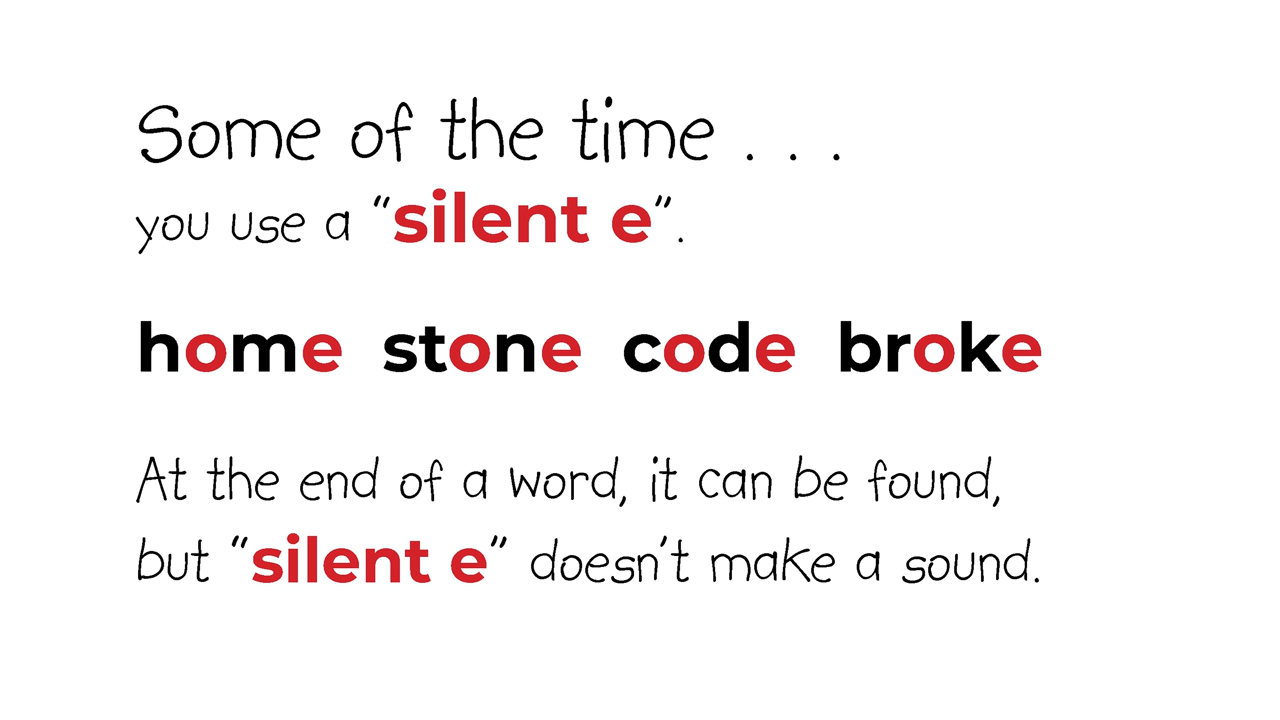 Some of the time . . .
you use a "silent e".
home stone code broke
At the end of a word, it can be found,
but "silent e" doesn't make a sound.